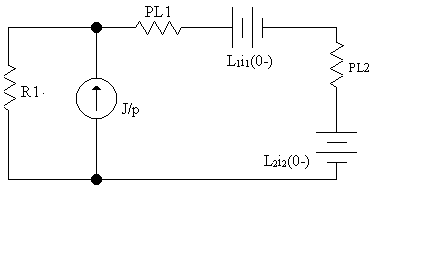 PL1
L₁i₁(0-)
PL2
R1.
J/p
L₂i₂(0-)